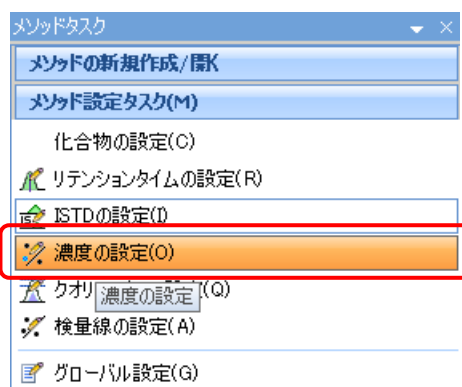 メソッドタスク
メソッドの新規作成/開く
メソッド設定タスク(M)
化合物の設定(C)
リテンションタイムの設定(R)
ISTDの設定(I)
濃度の設定(O)
クオリ
(Q)
濃度の設定
検量線の設定(A)
グローバル設定(G)